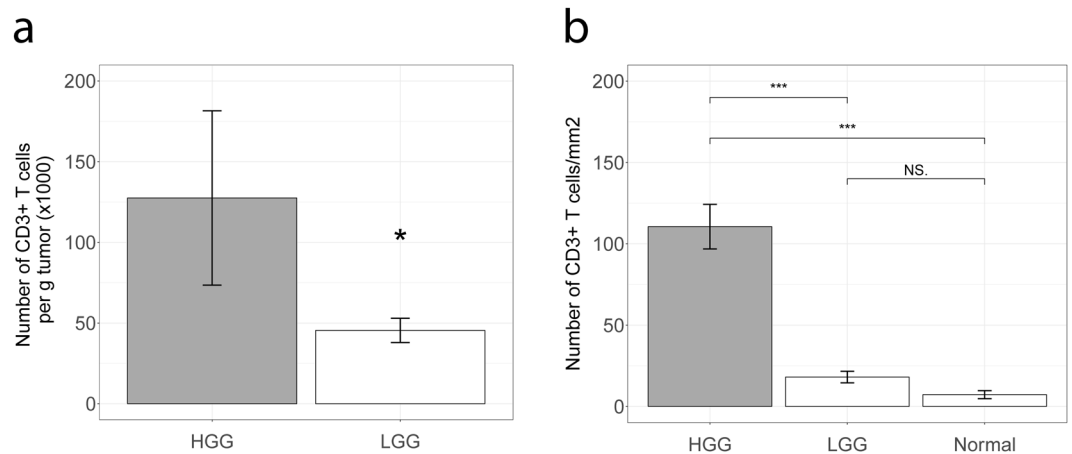 a
Number of CD3+ T cells
per g tumor (x1000)
200
150
100
50
0
*
HGG
LGG
b
Number of CD3+ T cells/mm2
200
150
100
50
0
***
***
NS.
HGG
LGG
Normal